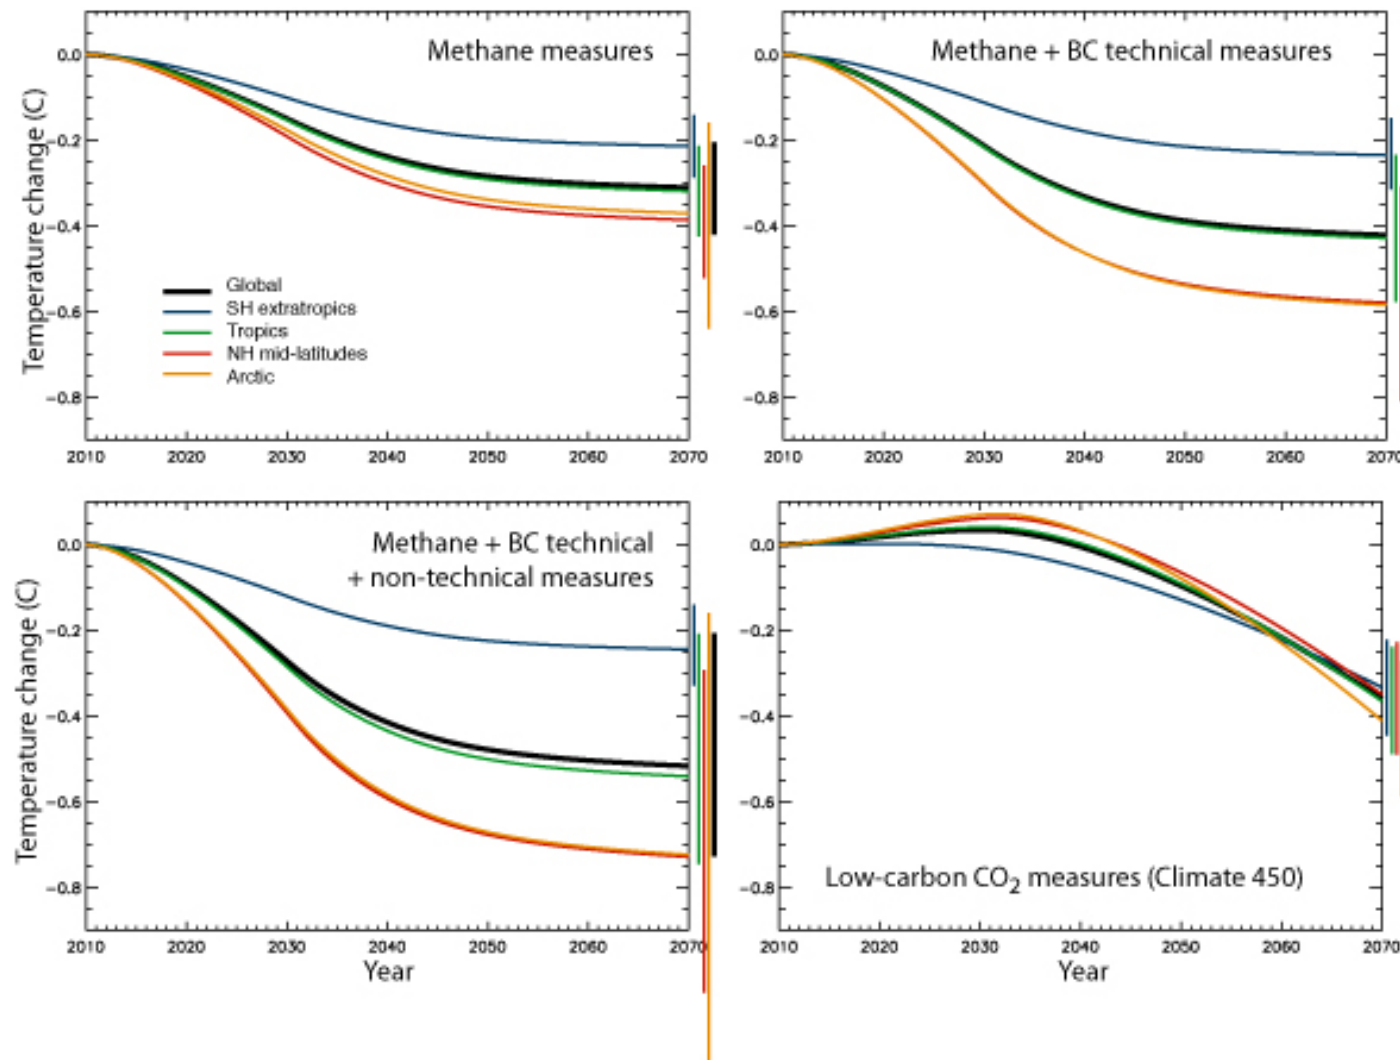 Methane measures
Temperature change (C)
0.0
−0.2
−0.4
−0.6
−0.8
Global
SH extratropics
Tropics
NH mid-latitudes
Arctic
2010 2020 2030 2040 2050 2060 2070
Methane + BC technical measures
0.0
−0.2
−0.4
−0.6
−0.8
2010 2020 2030 2040 2050 2060 2070
Methane + BC technical
+ non-technical measures
Temperature change (C)
0.0
−0.2
−0.4
−0.6
−0.8
2010 2020 2030 2040 2050 2060 2070
Year
0.0
−0.2
−0.4
−0.6
−0.8
Low-carbon CO₂ measures (Climate 450)
2010 2020 2030 2040 2050 2060 2070
Year